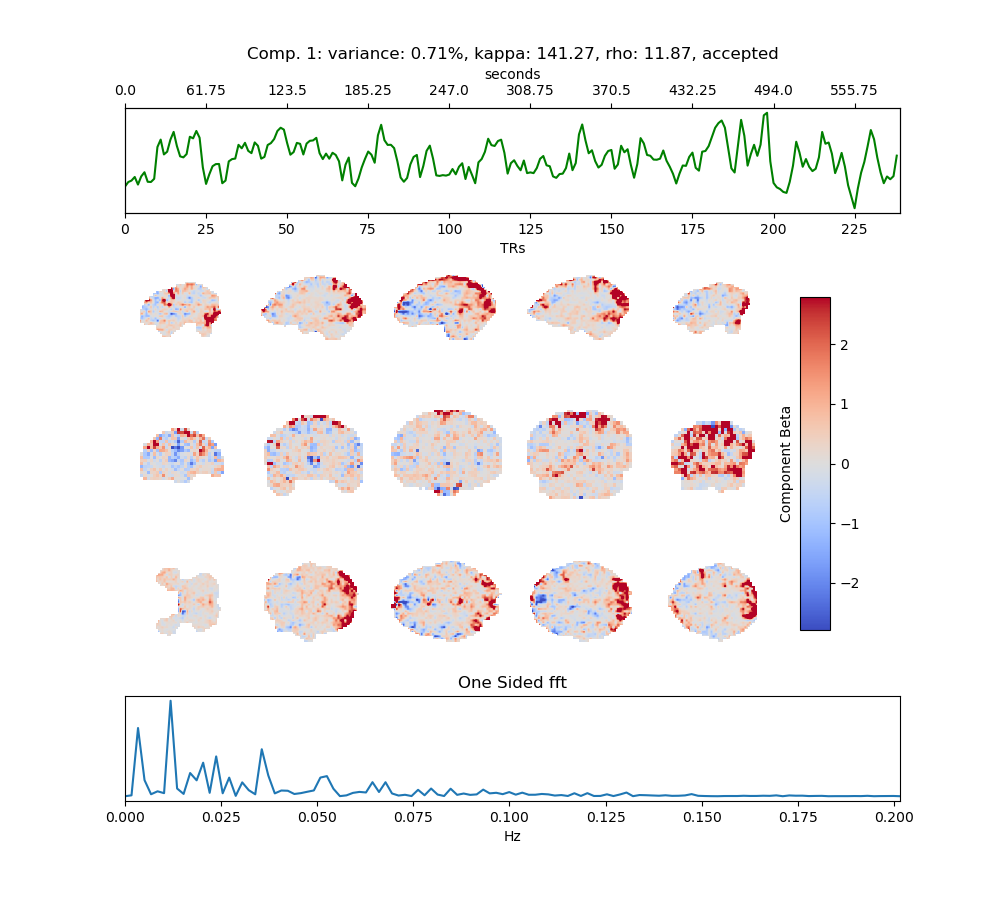 Comp. 1: variance: 0.71%, kappa: 141.27, rho: 11.87, accepted
seconds
0.0 61.75 123.5 185.25 247.0 308.75 370.5 432.25 494.0 555.75
0 25 50 75 100 125 150 175 200 225
TRs
2
1
0
−1
−2
Component Beta
One Sided fft
0.000 0.025 0.050 0.075 0.100 0.125 0.150 0.175 0.200
Hz